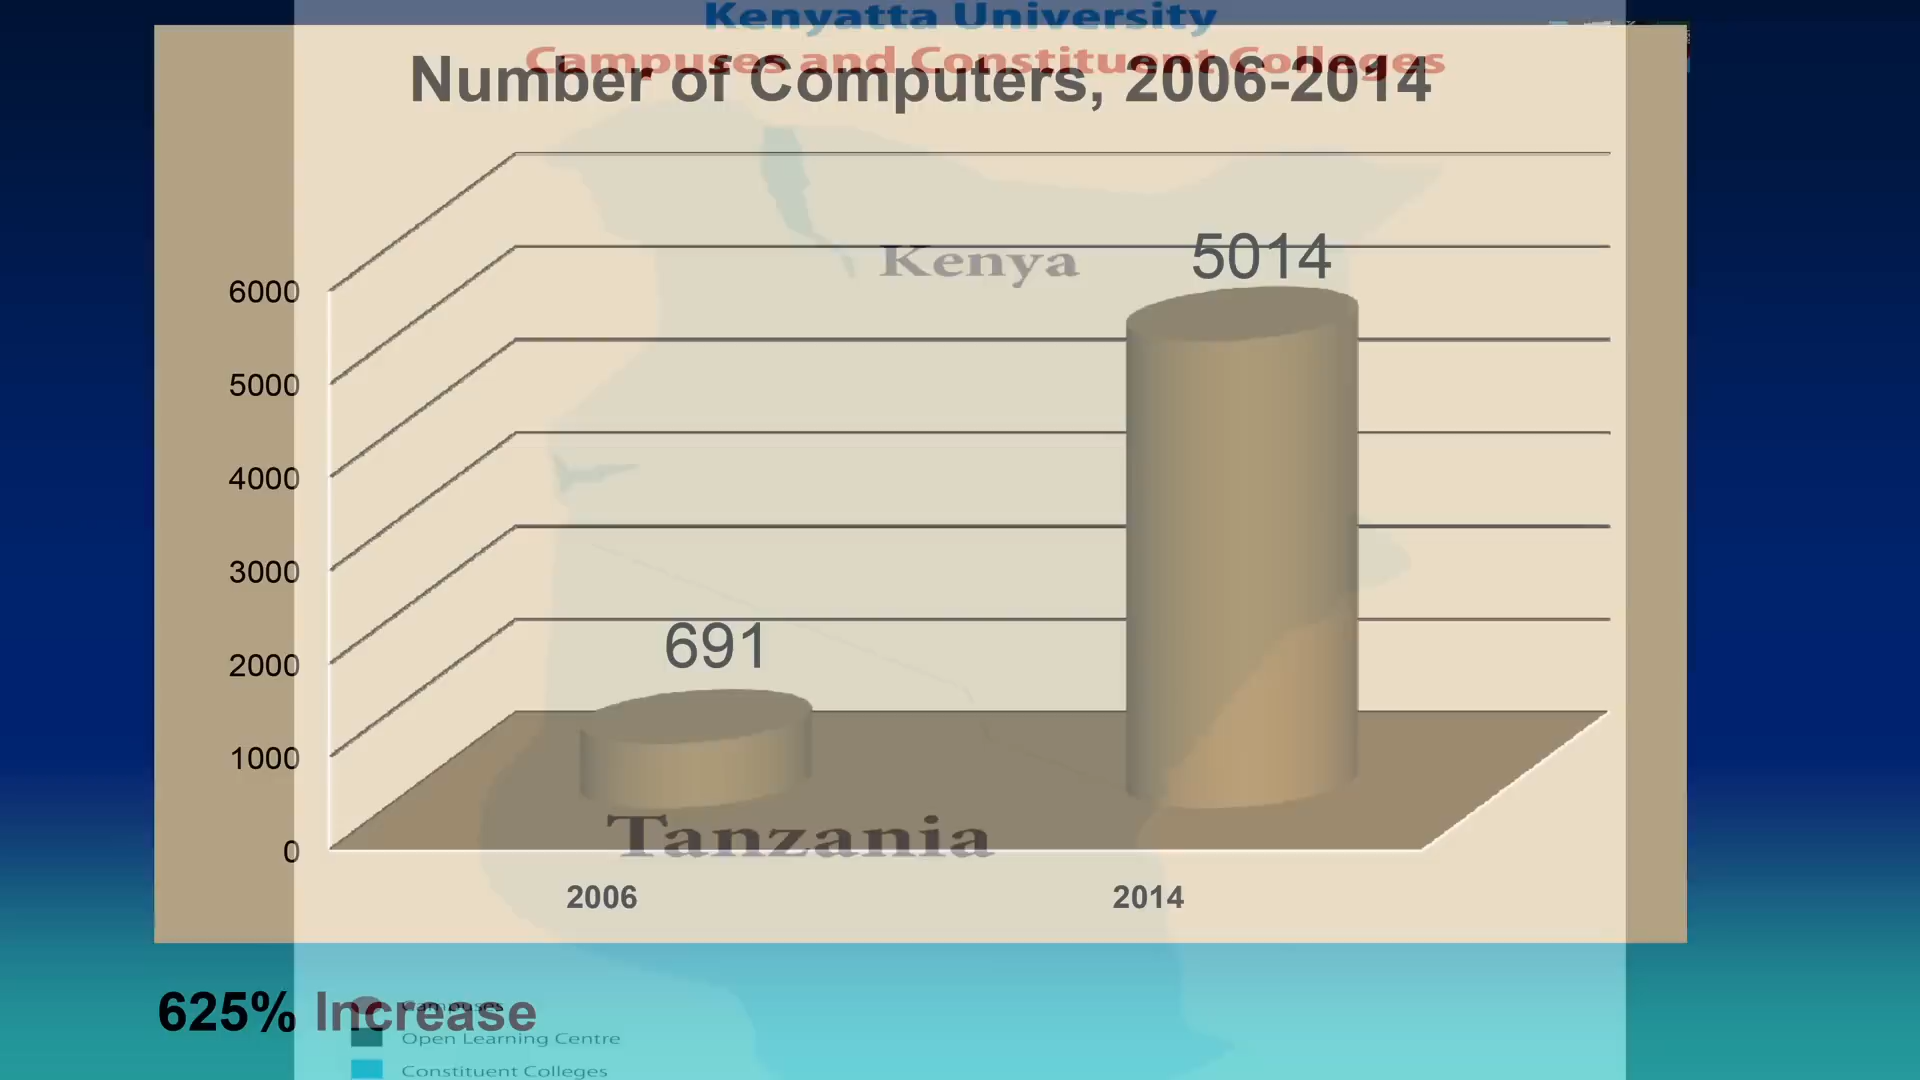 Kenyatta University
Campuses and Constituent Colleges
Number of Computers, 2006-2014
Kenya
5014
6000
5000
4000
3000
691
2000
1000
Tanzania
0
2006
2014
625% Increase
Campuses
Open Learning Centre
Constituent Colleges